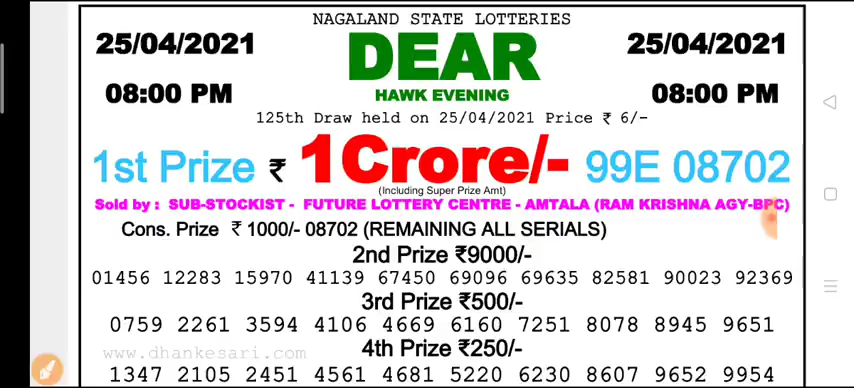 NAGALAND STATE LOTTERIES
25/04/2021 DEAR 25/04/2021
08:00 PM HAWK EVENING 08:00 PM
125th Draw held on 25/04/2021 Price ₹ 6/-
1st Prize ₹ 1Crore/- 99E 08702
(Including Super Prize Amt)
Sold by : SUB-STOCKIST - FUTURE LOTTERY CENTRE - AMTALA (RAM KRISHNA AGY-BPC)
Cons. Prize ₹ 1000/- 08702 (REMAINING ALL SERIALS)
2nd Prize ₹9000/-
01456 12283 15970 41139 67450 69096 69635 82581 90023 92369
3rd Prize ₹500/-
0759 2261 3594 4106 4669 6160 7251 8078 8945 9651
www.dhankesari.com
4th Prize ₹250/-
1347 2105 2451 4561 4681 5220 6230 8607 9652 9954